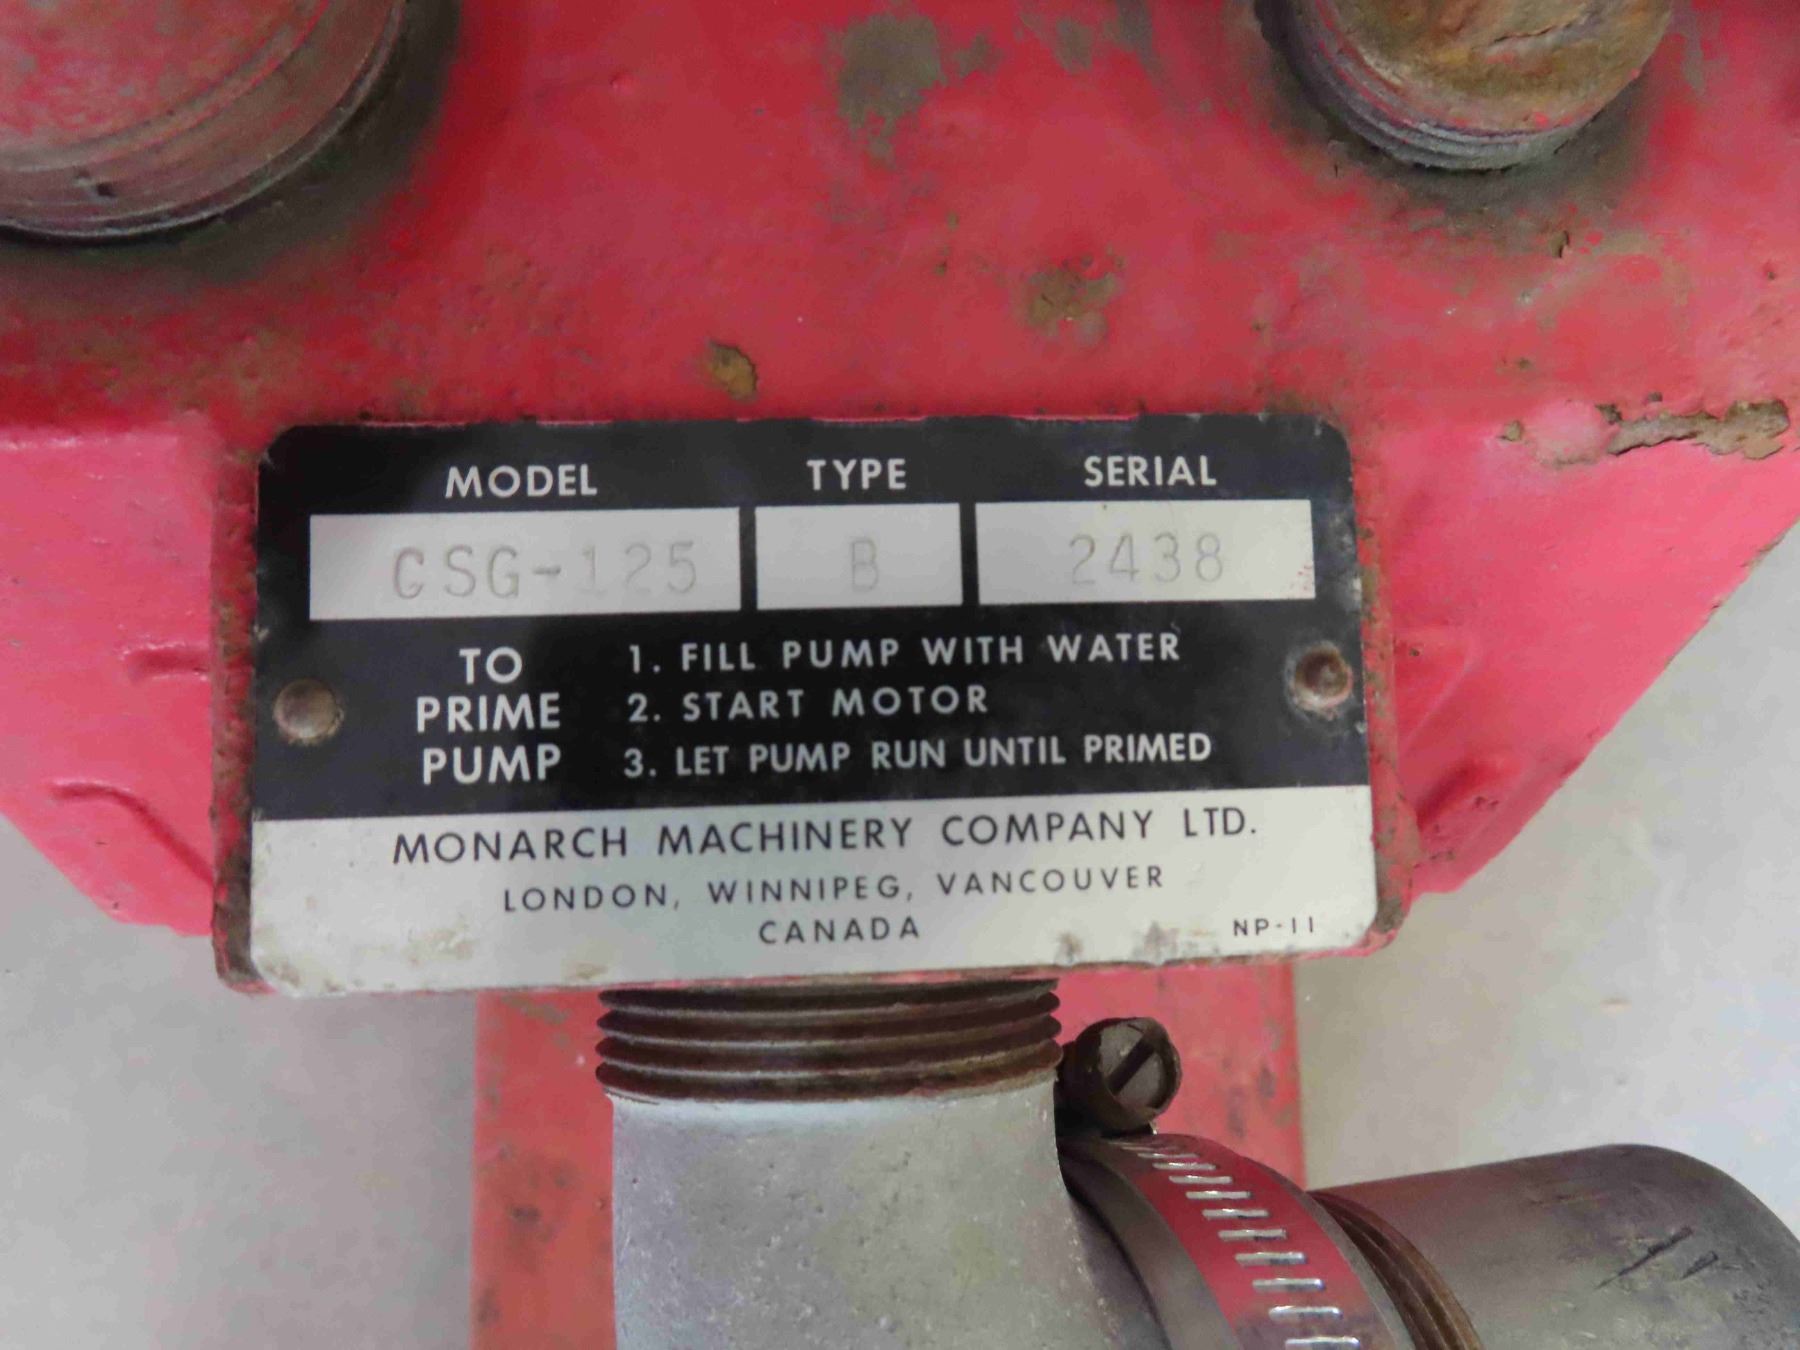 MODEL TYPE SERIAL
CSG-125 B 2438
TO PRIME PUMP
1. FILL PUMP WITH WATER
2. START MOTOR
3. LET PUMP RUN UNTIL PRIMED
MONARCH MACHINERY COMPANY LTD.
LONDON, WINNIPEG, VANCOUVER
CANADA
NP-11